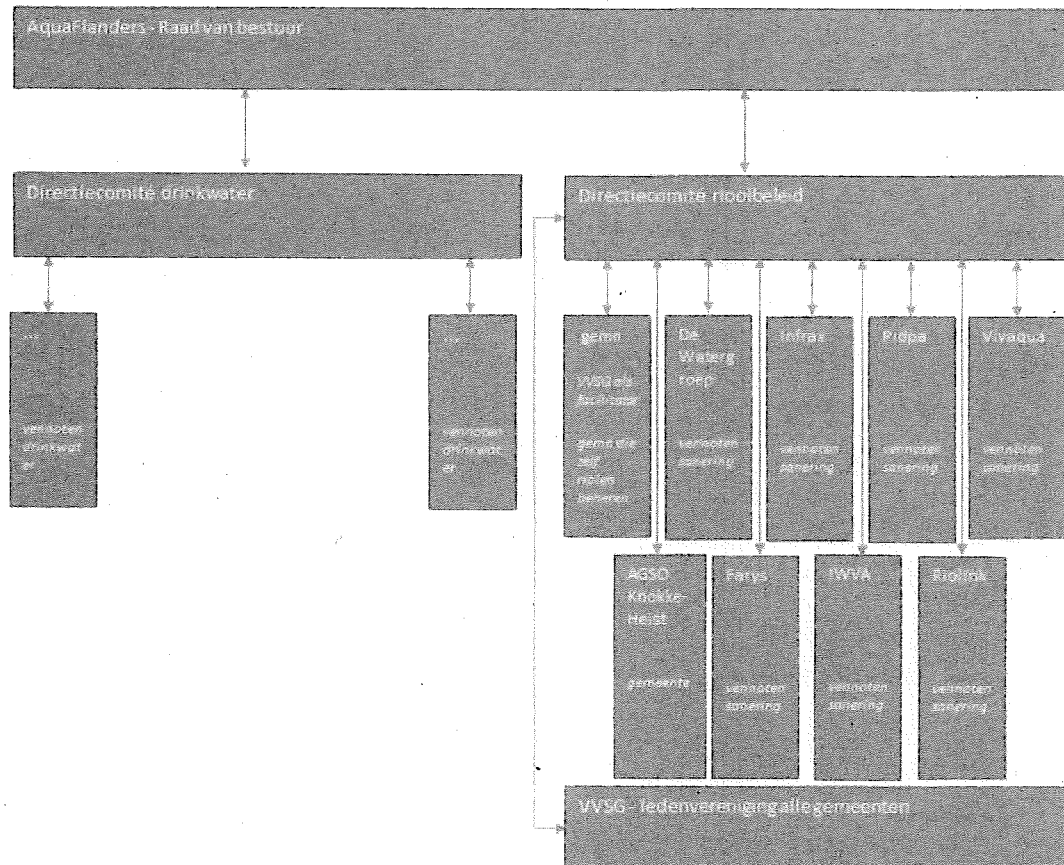 AquaFlanders - Raad van bestuur
Directiecomité drinkwater
Directiecomité rioolbeleid
...
vennoten
drinkwat
er
...
vennoten
drinkwat
er
gemn
VVSG als
facilitator
gemn die
zelf
riolen
beheren
De
Waterg
roep
vennoten
sanering
Infrax
vennoten
sanering
Pidpa
vennoten
sanering
Vivaqua
vennoten
sanering
AGSO
Knokke-
Heist
gemeente
Farys
vennoten
sanering
IWVA
vennoten
sanering
Riolink
vennoten
sanering
VVSG - ledenvereniging alle gemeenten